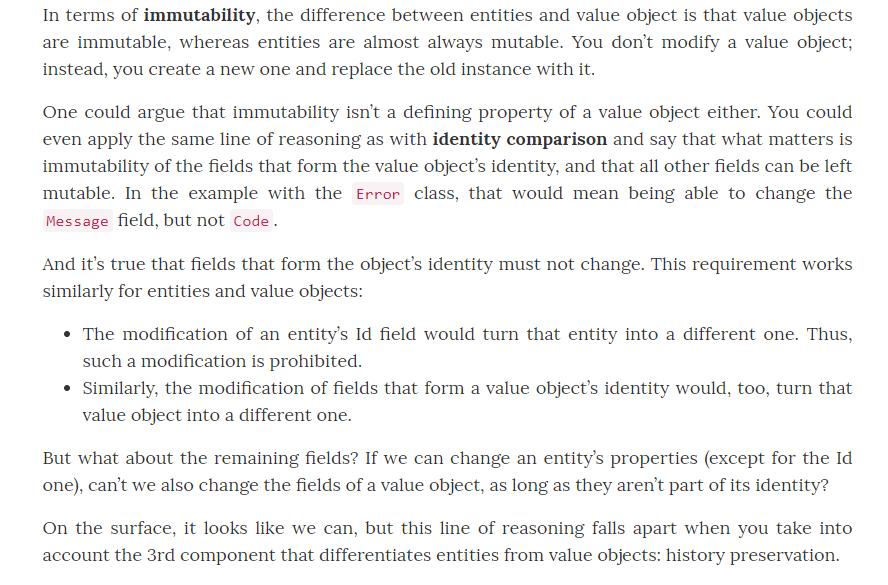 In terms of immutability, the difference between entities and value object is that value objects
are immutable, whereas entities are almost always mutable. You don’t modify a value object;
instead, you create a new one and replace the old instance with it.
One could argue that immutability isn’t a defining property of a value object either. You could
even apply the same line of reasoning as with identity comparison and say that what matters is
immutability of the fields that form the value object’s identity, and that all other fields can be left
mutable. In the example with the Error class, that would mean being able to change the
Message field, but not Code.
And it’s true that fields that form the object’s identity must not change. This requirement works
similarly for entities and value objects:
• The modification of an entity’s Id field would turn that entity into a different one. Thus,
such a modification is prohibited.
• Similarly, the modification of fields that form a value object’s identity would, too, turn that
value object into a different one.
But what about the remaining fields? If we can change an entity’s properties (except for the Id
one), can’t we also change the fields of a value object, as long as they aren’t part of its identity?
On the surface, it looks like we can, but this line of reasoning falls apart when you take into
account the 3rd component that differentiates entities from value objects: history preservation.